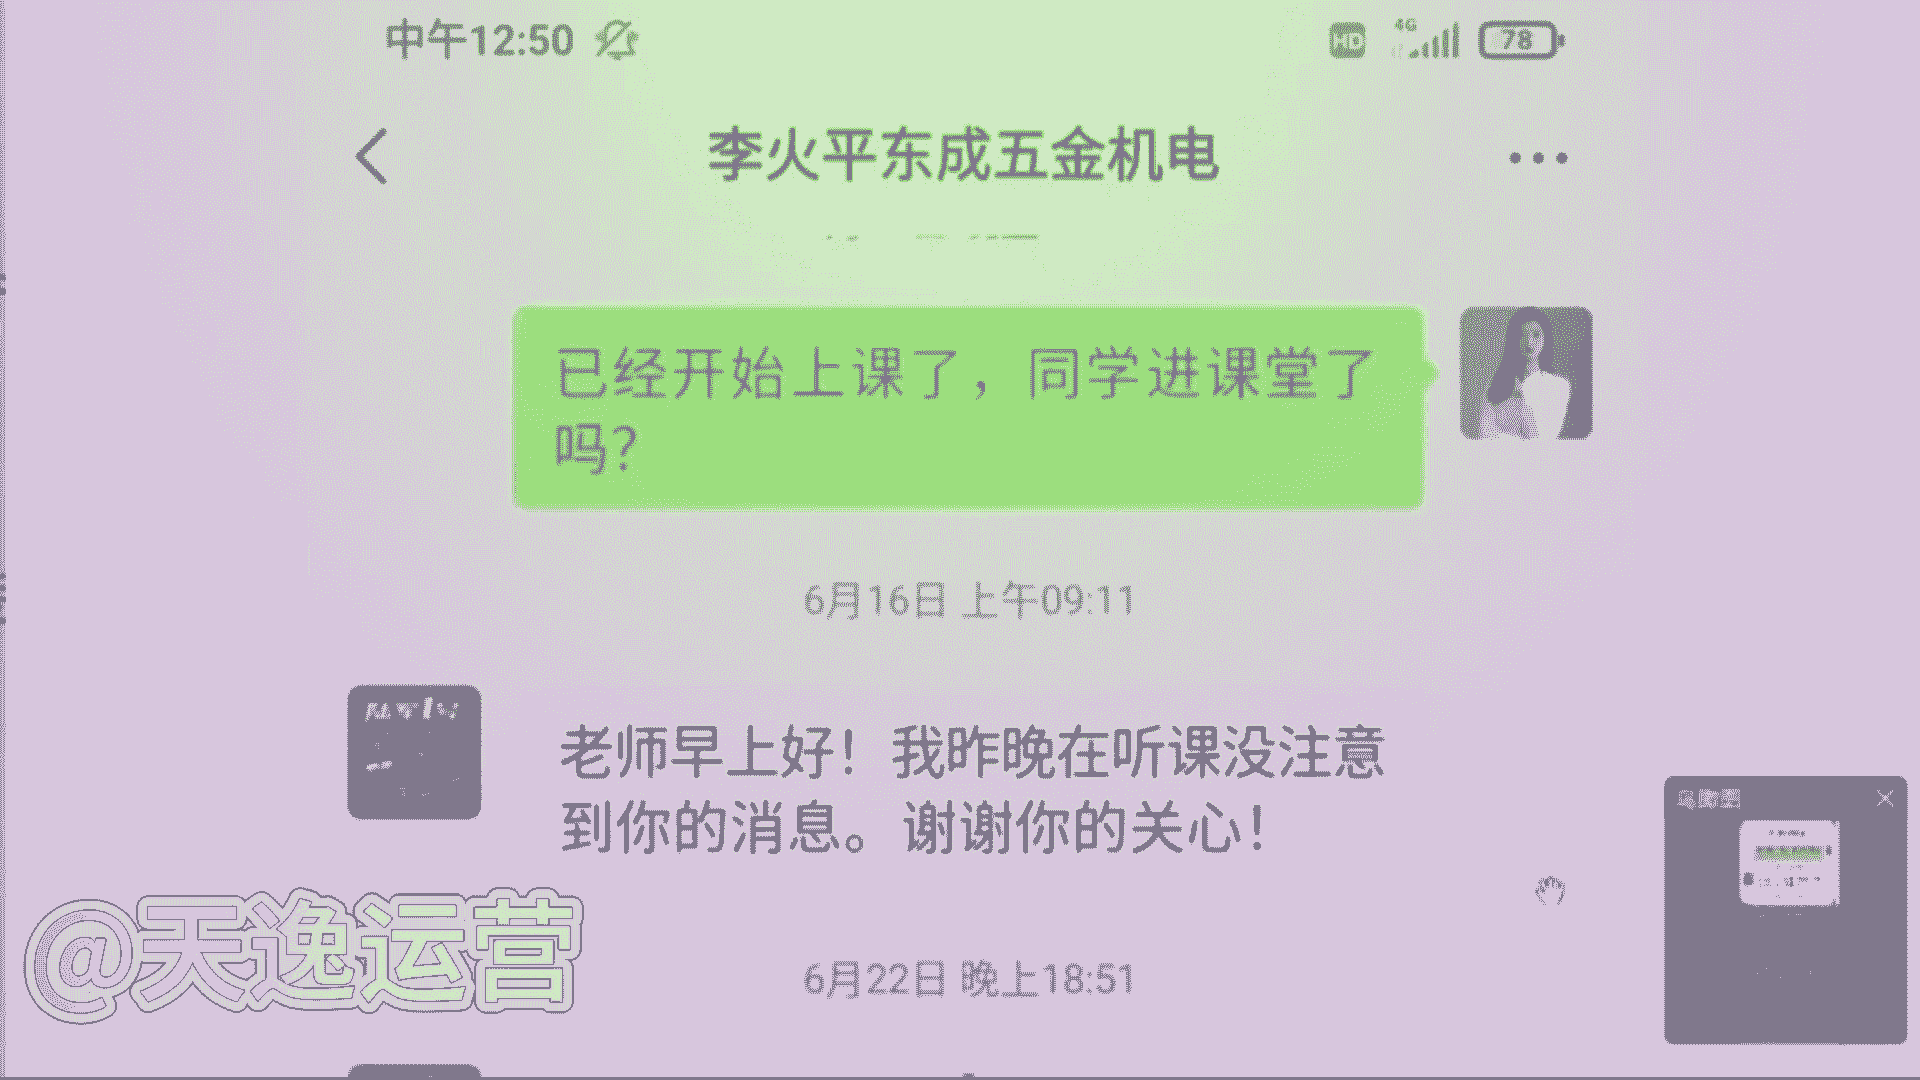 中午12:50
HD 4G 78
李火平东成五金机电
已经开始上课了，同学进课堂了
吗?
6月16日 上午09:11
老师早上好！我昨晚在听课没注意
到你的消息。谢谢你的关心！
@天逸运营
6月22日 晚上18:51